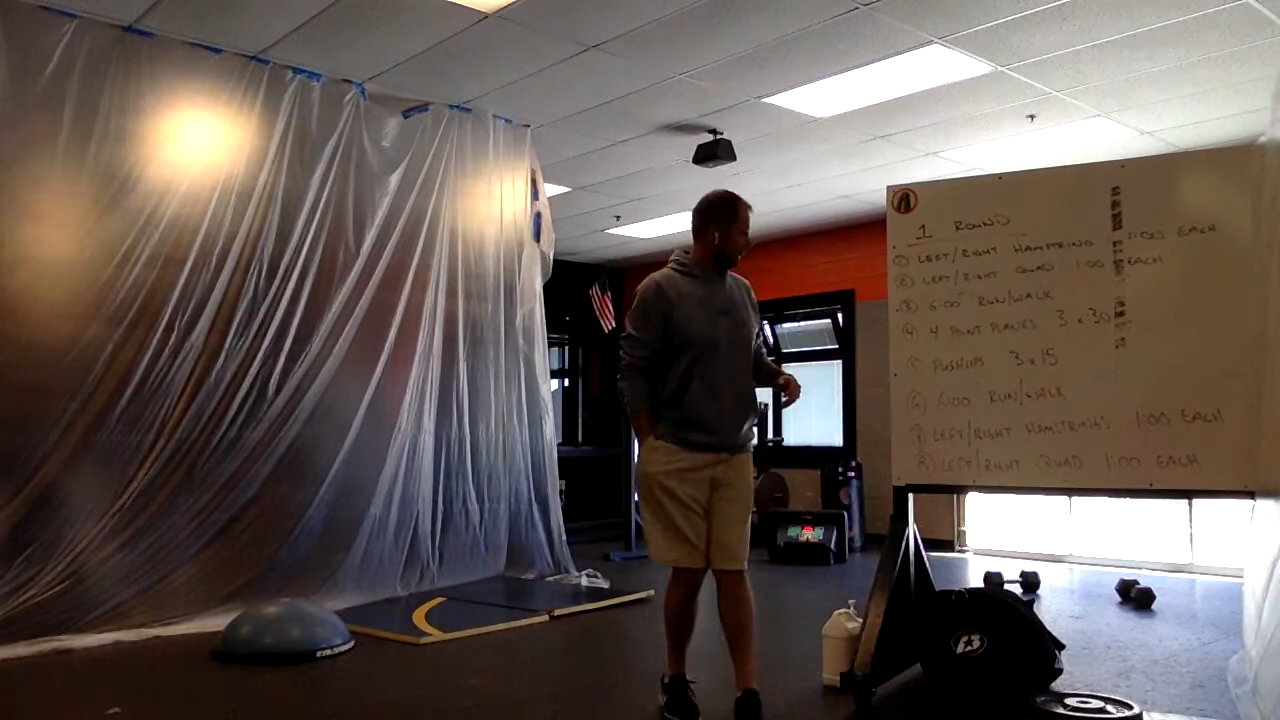 1 ROUND
① LEFT/RIGHT HAMSTRING 1:00 EACH
② LEFT/RIGHT QUAD 1:00 EACH
③ 6:00 RUN/WALK
④ 4 POINT PLANKS 3 x :30
⑤ PUSHUPS 3 x 15
⑥ 6:00 RUN/WALK
⑦ LEFT/RIGHT HAMSTRINGS 1:00 EACH
⑧ LEFT/RIGHT QUAD 1:00 EACH